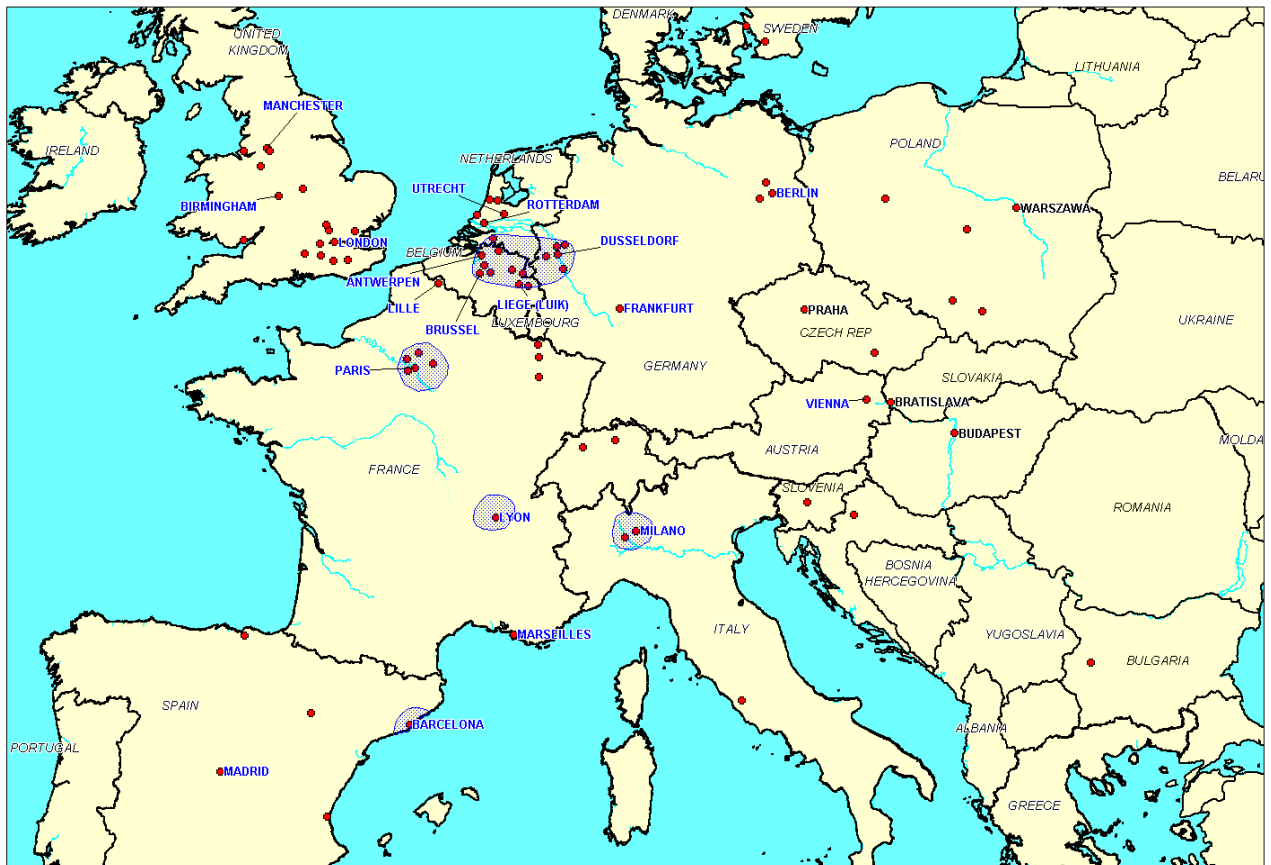 DENMARK
SWEDEN
UNITED
KINGDOM
LITHUANIA
MANCHESTER
IRELAND
POLAND
NETHERLANDS
BELARU
UTRECHT
BERLIN
ROTTERDAM
BIRMINGHAM
WARSZAWA
LONDON
DUSSELDORF
BELGIUM
ANTWERPEN
LILLE
LIEGE (LUIK)
FRANKFURT
PRAHA
UKRAINE
LUXEMBOURG
BRUSSEL
CZECH REP
PARIS
GERMANY
SLOVAKIA
VIENNA
BRATISLAVA
BUDAPEST
MOLDA
AUSTRIA
FRANCE
SLOVENIA
ROMANIA
LYON
MILANO
BOSNIA
HERCEGOVINA
ITALY
MARSEILLES
YUGOSLAVIA
BULGARIA
SPAIN
BARCELONA
ALBANIA
PORTUGAL
MADRID
GREECE